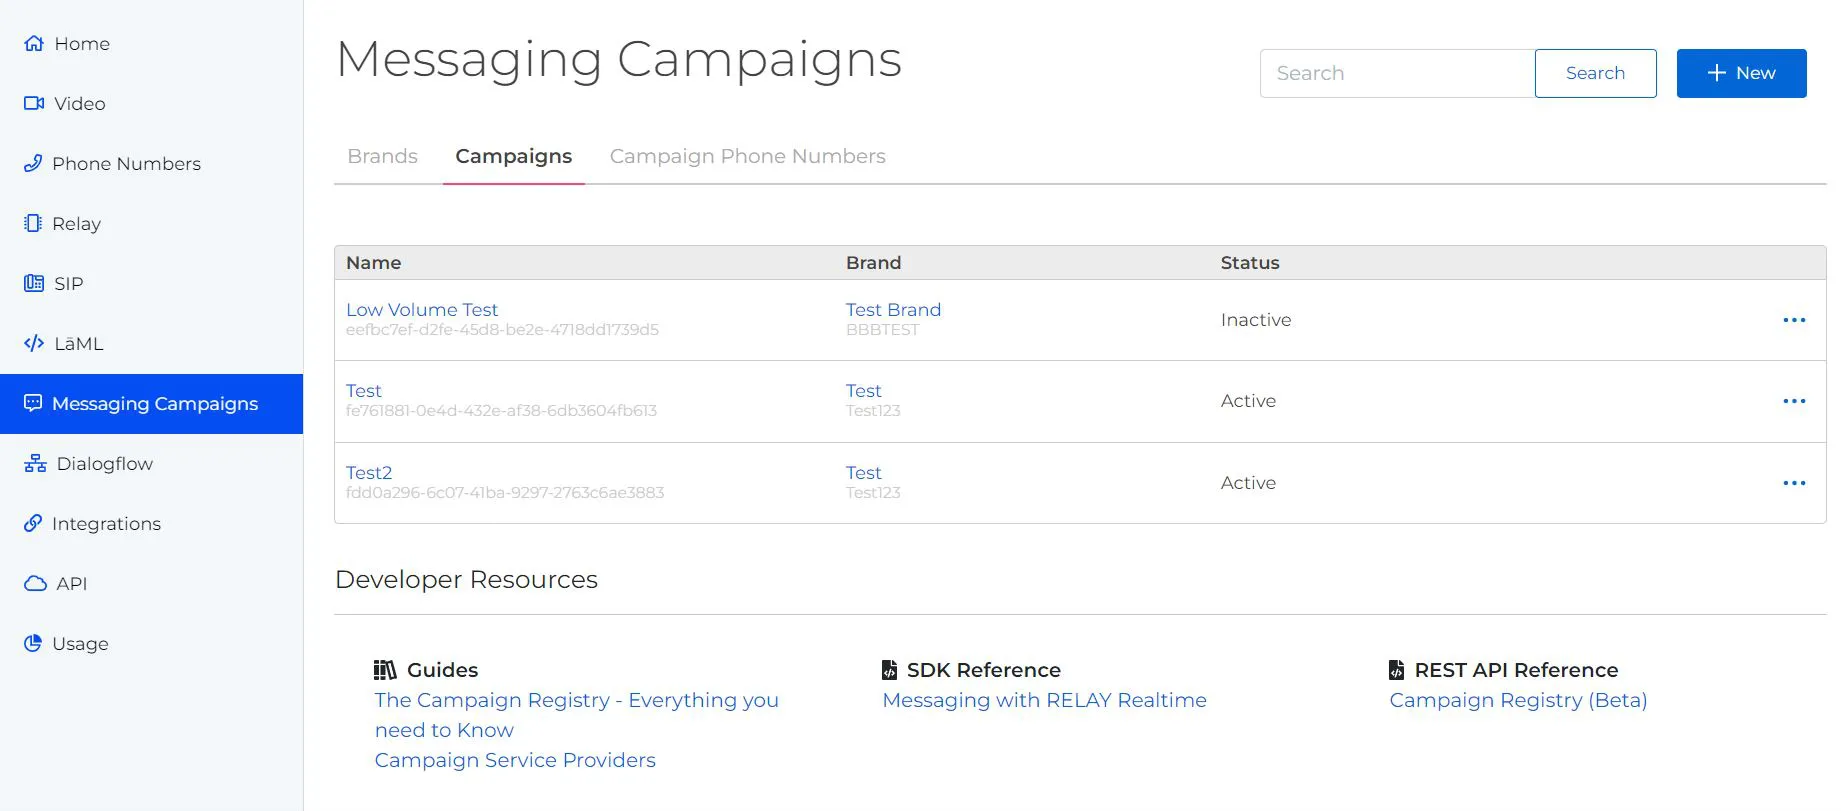 Home
Video
Phone Numbers
Relay
SIP
LāML
Messaging Campaigns
Dialogflow
Integrations
API
Usage
Messaging Campaigns
Search Search + New
Brands Campaigns Campaign Phone Numbers
Name Brand Status
Low Volume Test Test Brand Inactive
eefbc7ef-d2fe-45d8-be2e-4718dd1739d5 BBBTEST
Test Test Active
fe761881-0e4d-432e-af38-6db3604fb613 Test123
Test2 Test Active
fdd0a296-6c07-41ba-9297-2763c6ae3883 Test123
Developer Resources
Guides
The Campaign Registry - Everything you
need to Know
Campaign Service Providers
SDK Reference
Messaging with RELAY Realtime
REST API Reference
Campaign Registry (Beta)